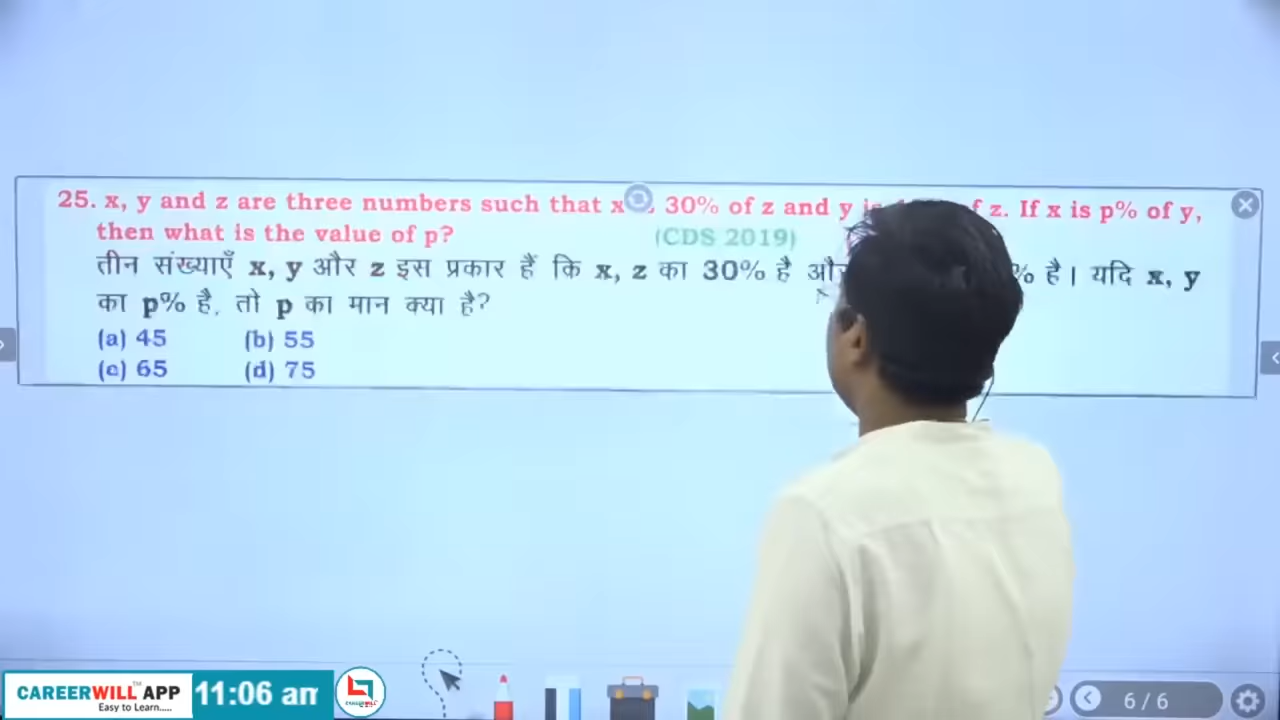 25. x, y and z are three numbers such that x 30% of z and y z. If x is p% of y,
then what is the value of p? (CDS 2019)
तीन संख्याएँ x, y और z इस प्रकार हैं कि x, z का 30% है और % है। यदि x, y
का p% है, तो p का मान क्या है?
(a) 45 (b) 55
(c) 65 (d) 75
CAREERWILL APP
Easy to Learn.....
11:06 am
CAREERWILL
6/6